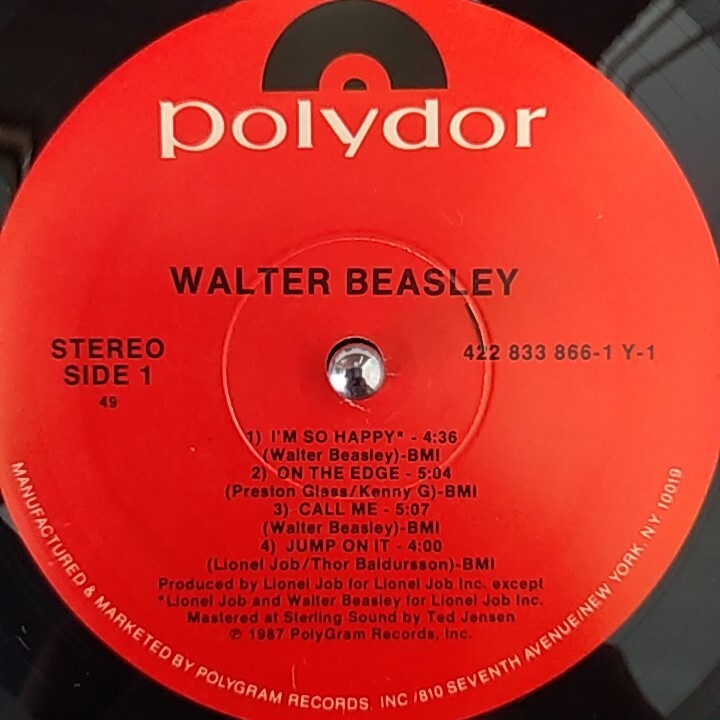 polydor
WALTER BEASLEY
STEREO
SIDE 1
49
422 833 866-1 Y-1
1) I'M SO HAPPY* - 4:36
(Walter Beasley)-BMI
2) ON THE EDGE - 5:04
(Preston Glass/Kenny G)-BMI
3) CALL ME - 5:07
(Walter Beasley)-BMI
4) JUMP ON IT - 4:00
(Lionel Job/Thor Baldursson)-BMI
Produced by Lionel Job for Lionel Job Inc. except
*Lionel Job and Walter Beasley for Lionel Job Inc.
Mastered at Sterling Sound by Ted Jensen
℗ 1987 PolyGram Records, Inc.
MANUFACTURED & MARKETED BY POLYGRAM RECORDS, INC /810 SEVENTH AVENUE/NEW YORK, N.Y. 10019